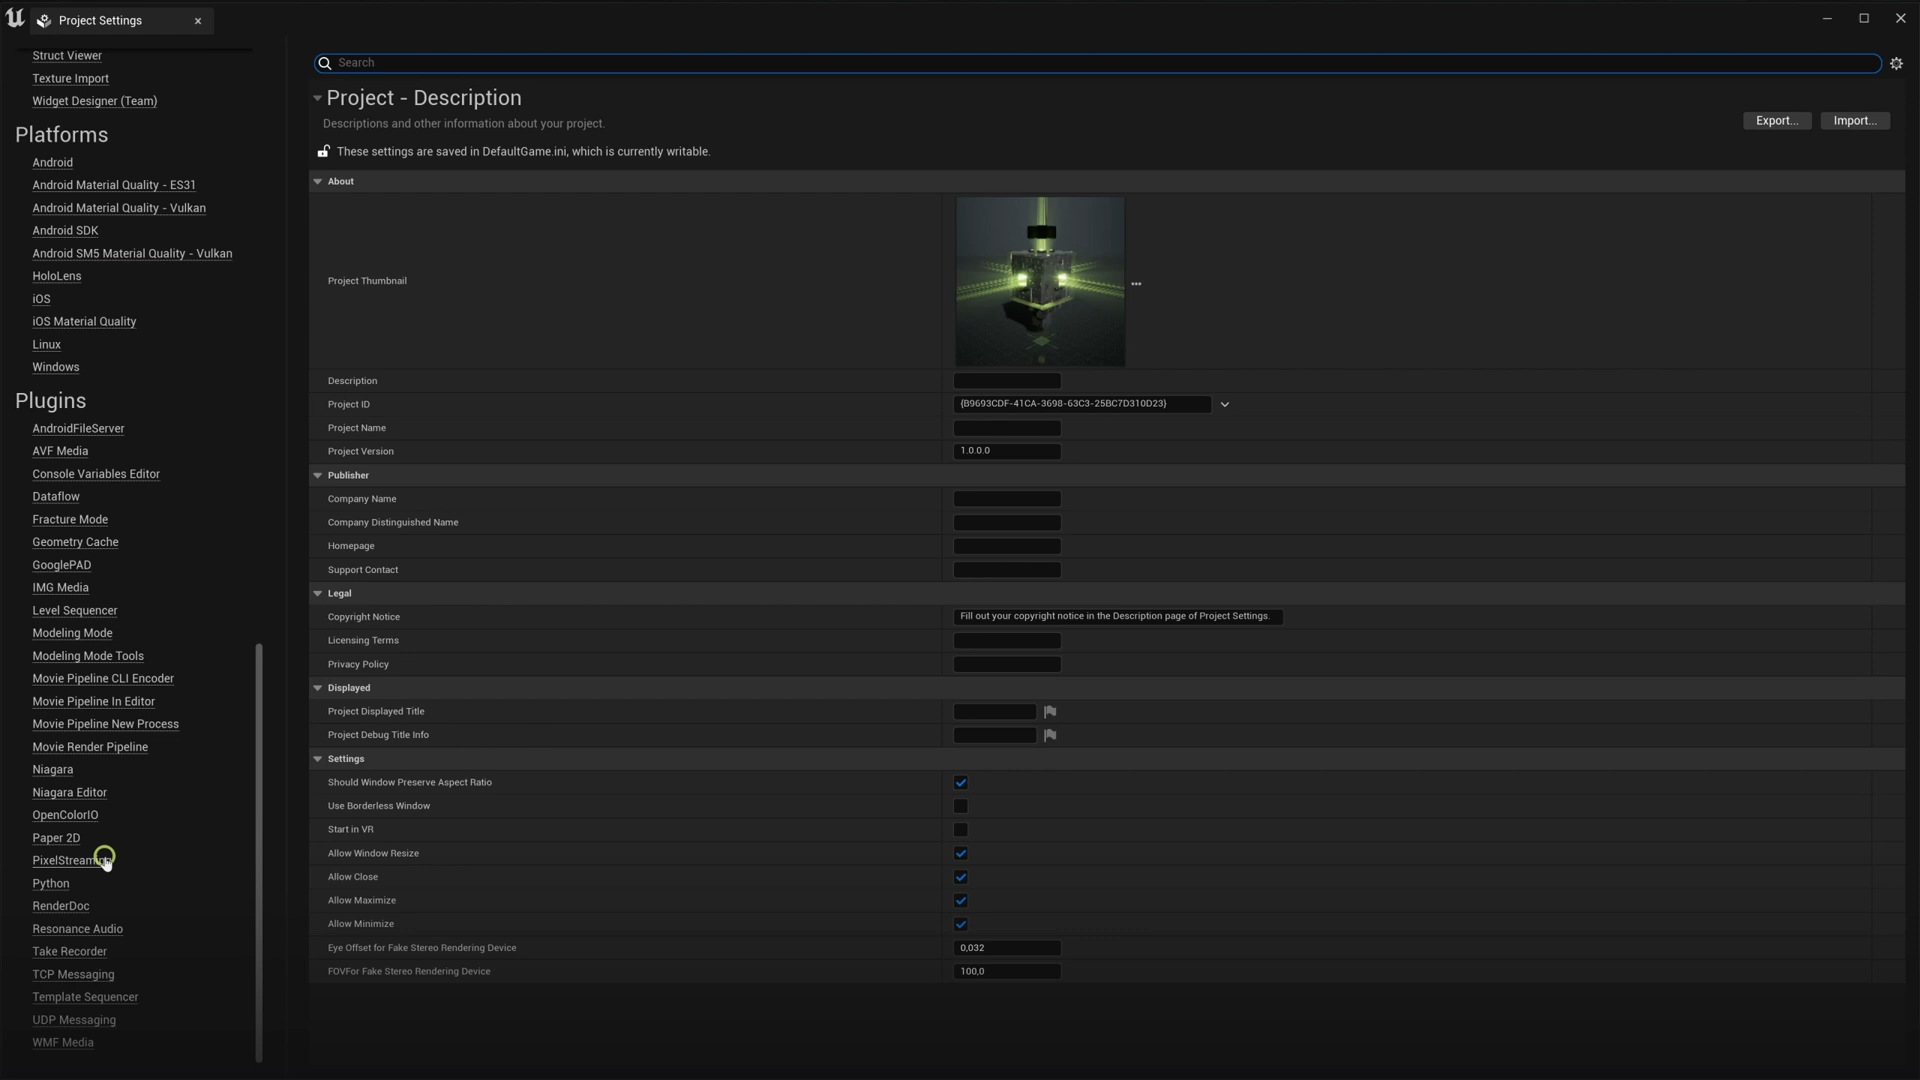 Project Settings
Struct Viewer
Texture Import
Widget Designer (Team)
Platforms
Android
Android Material Quality - ES31
Android Material Quality - Vulkan
Android SDK
Android SM5 Material Quality - Vulkan
HoloLens
iOS
iOS Material Quality
Linux
Windows
Plugins
AndroidFileServer
AVF Media
Console Variables Editor
Dataflow
Fracture Mode
Geometry Cache
GooglePAD
IMG Media
Level Sequencer
Modeling Mode
Modeling Mode Tools
Movie Pipeline CLI Encoder
Movie Pipeline In Editor
Movie Pipeline New Process
Movie Render Pipeline
Niagara
Niagara Editor
OpenColorIO
Paper 2D
PixelStreaming
Python
RenderDoc
Resonance Audio
Take Recorder
TCP Messaging
Template Sequencer
UDP Messaging
WMF Media
Search
Project - Description
Descriptions and other information about your project.
Export...
Import...
These settings are saved in DefaultGame.ini, which is currently writable.
About
Project Thumbnail
Description
Project ID
{B9693CDF-41CA-3698-63C3-25BC7D310D23}
Project Name
Project Version
1.0.0.0
Publisher
Company Name
Company Distinguished Name
Homepage
Support Contact
Legal
Copyright Notice
Fill out your copyright notice in the Description page of Project Settings.
Licensing Terms
Privacy Policy
Displayed
Project Displayed Title
Project Debug Title Info
Settings
Should Window Preserve Aspect Ratio
Use Borderless Window
Start in VR
Allow Window Resize
Allow Close
Allow Maximize
Allow Minimize
Eye Offset for Fake Stereo Rendering Device
0,032
FOVFor Fake Stereo Rendering Device
100,0